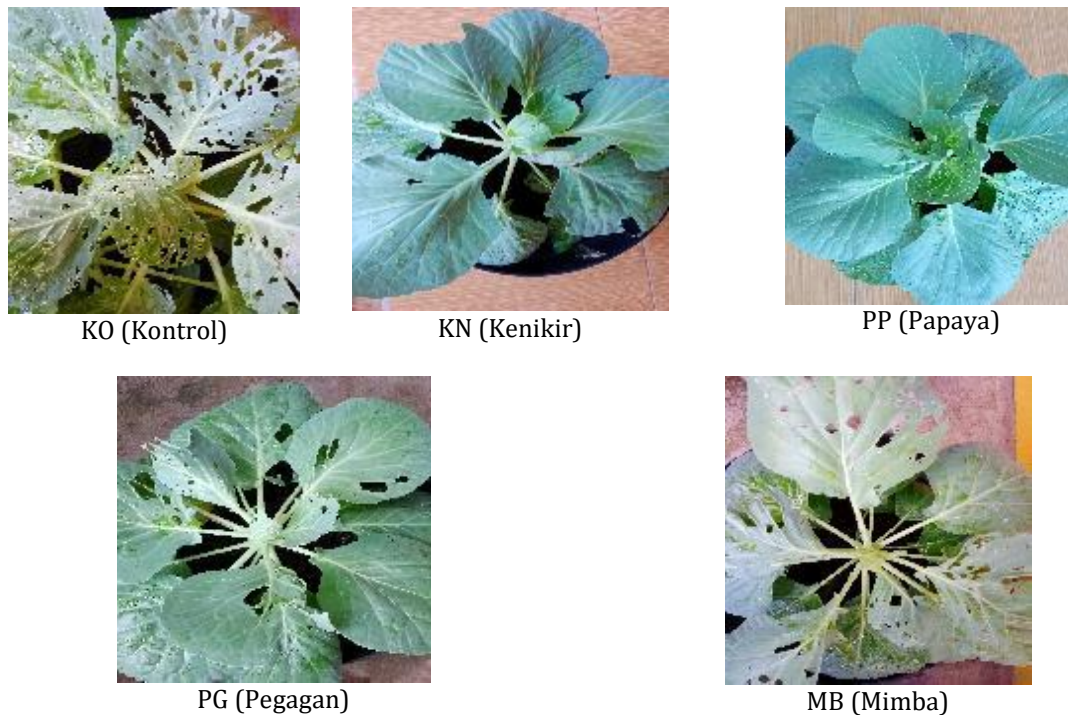 KO (Kontrol)
KN (Kenikir)
PP (Papaya)
PG (Pegagan)
MB (Mimba)